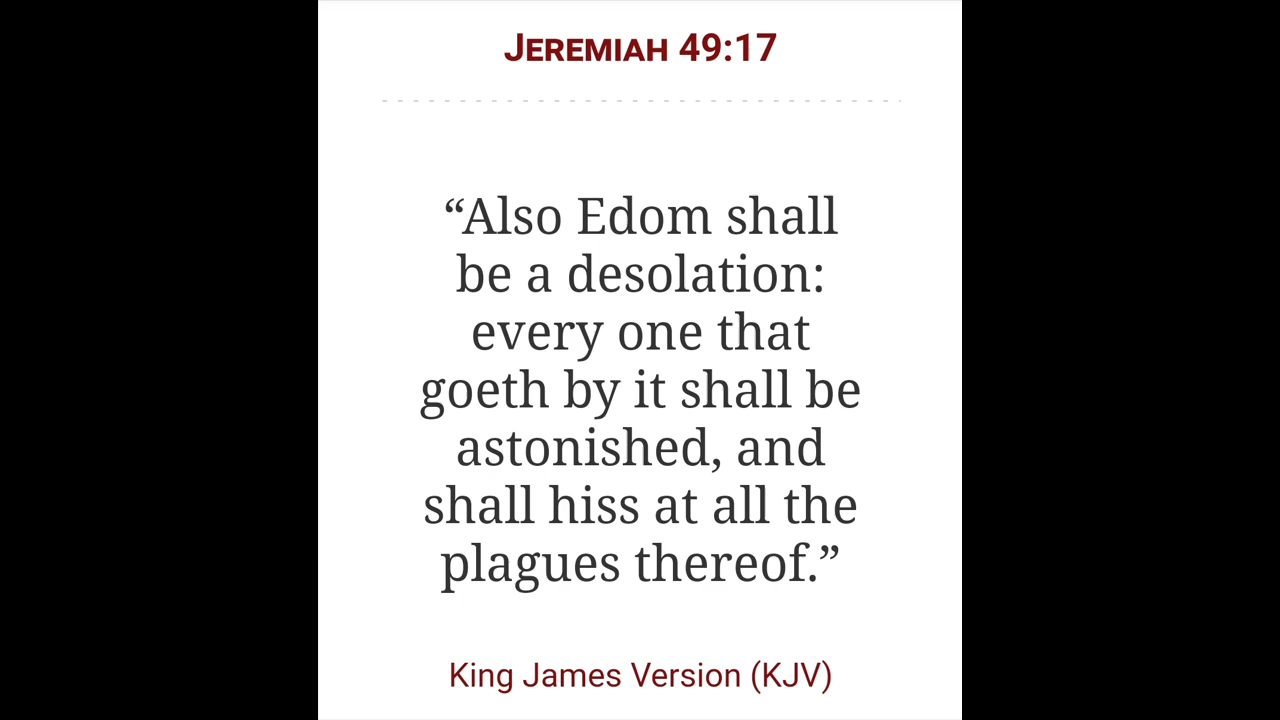 JEREMIAH 49:17
“Also Edom shall
be a desolation:
every one that
goeth by it shall be
astonished, and
shall hiss at all the
plagues thereof.”
King James Version (KJV)